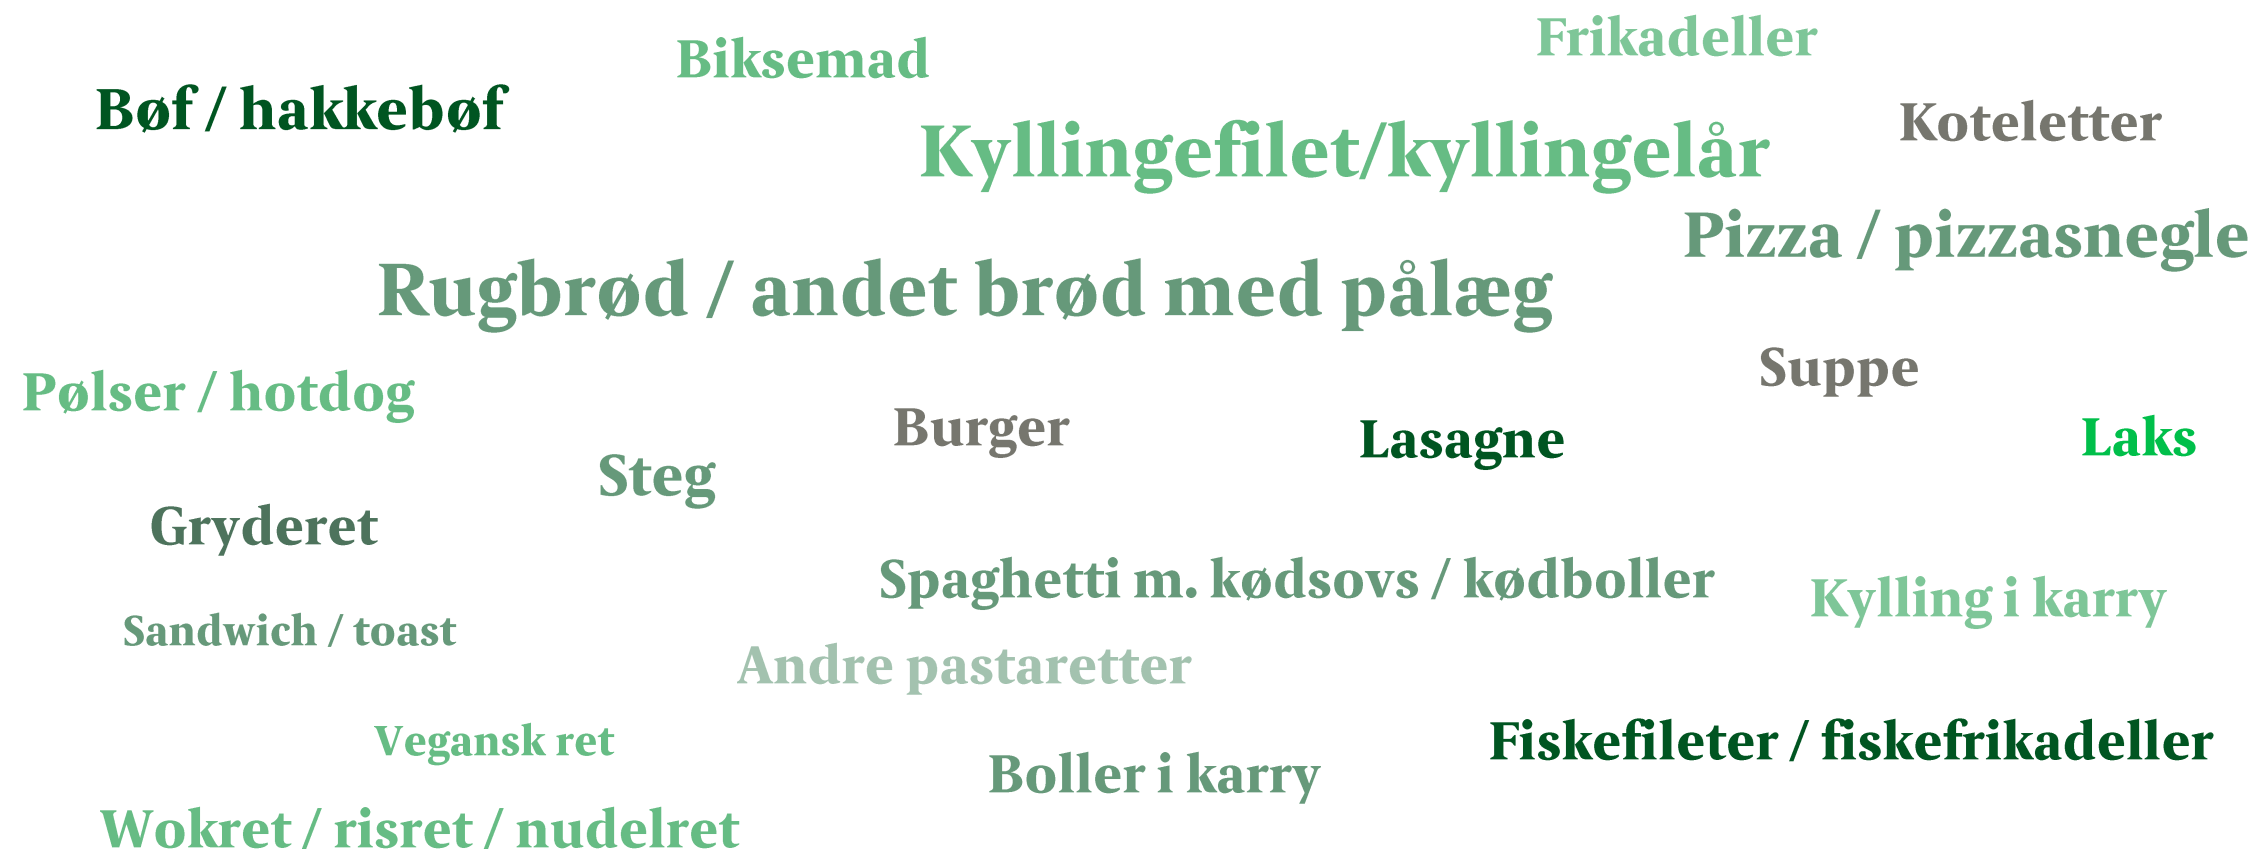 Frikadeller
Biksemad
Bøf / hakkebøf
Koteletter
Kyllingefilet/kyllingelår
Pizza / pizzasnegle
Rugbrød / andet brød med pålæg
Suppe
Pølser / hotdog
Burger
Lasagne
Laks
Steg
Gryderet
Spaghetti m. kødsovs / kødboller
Kylling i karry
Sandwich / toast
Andre pastaretter
Vegansk ret
Fiskefileter / fiskefrikadeller
Boller i karry
Wokret / risret / nudelret